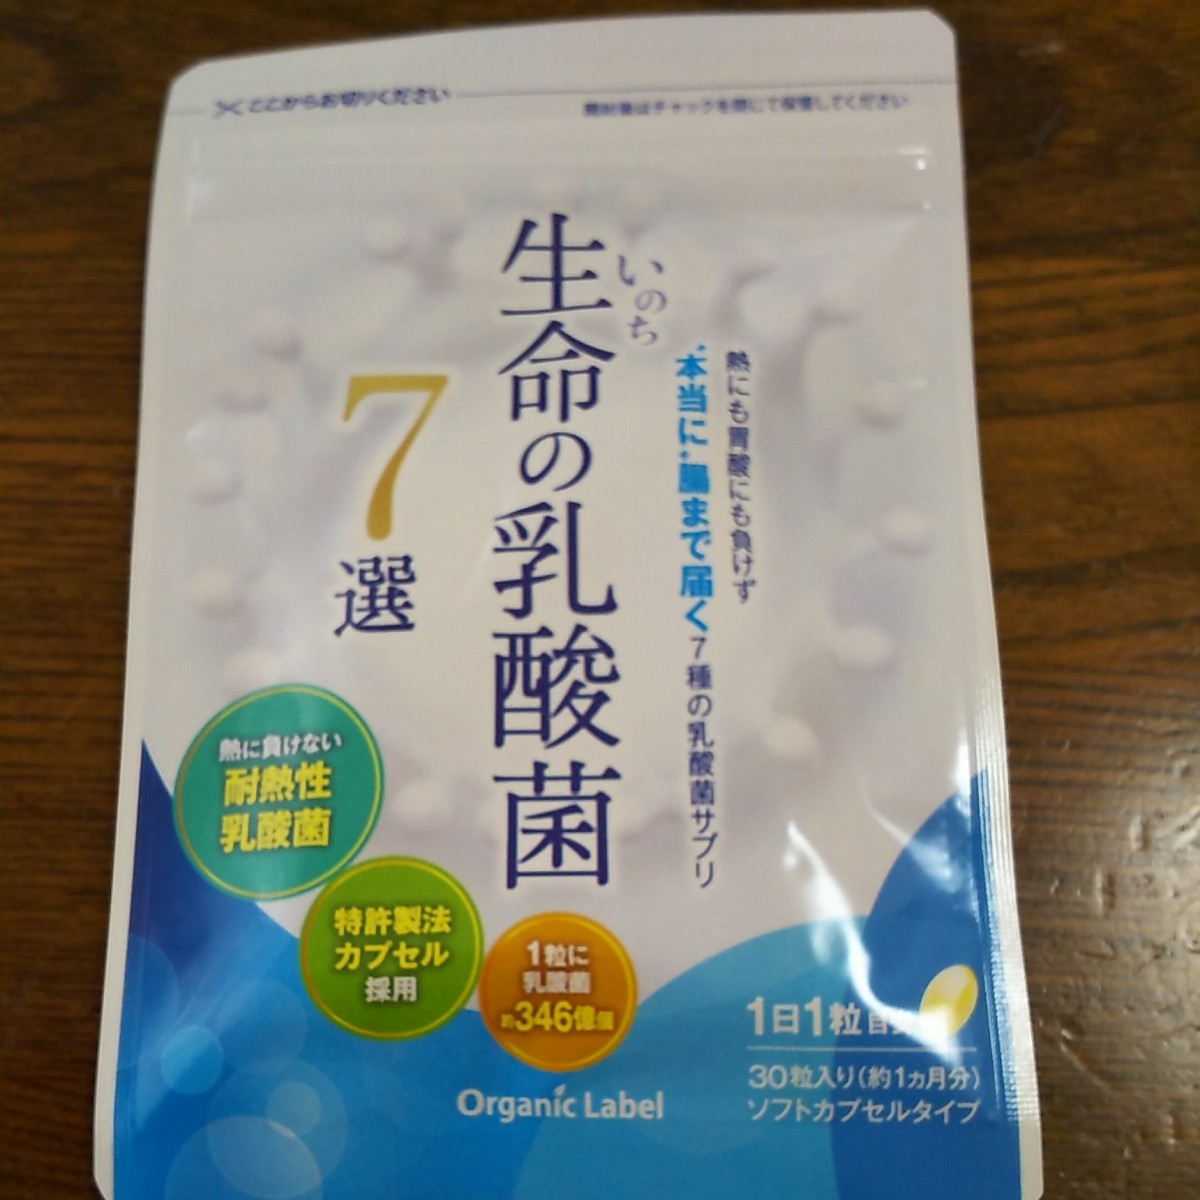 ここからお切りください
開封後はチャックを閉じて保管してください
熱にも胃酸にも負けず
“本当に”腸まで届く7種の乳酸菌サプリ
いのち
生命の乳酸菌
7選
熱に負けない
耐熱性
乳酸菌
特許製法
カプセル
採用
1粒に
乳酸菌
約346億個
1日1粒目安
30粒入り(約1ヵ月分)
ソフトカプセルタイプ
Organic Label